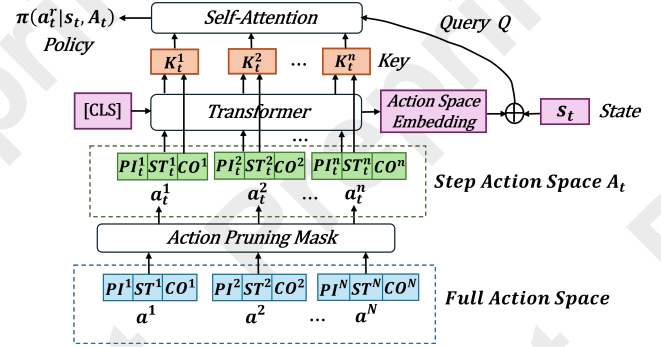 π(a_t^r|s_t, A_t)
Policy
Self-Attention
Query Q
K_t^1 K_t^2 ... K_t^n Key
[CLS] Transformer Action Space Embedding s_t State
...
PI_t^1 ST_t^1 CO^1 PI_t^2 ST_t^2 CO^2 PI_t^n ST_t^n CO^n
a_t^1 a_t^2 ... a_t^n
Step Action Space A_t
Action Pruning Mask
PI^1 ST^1 CO^1 PI^2 ST^2 CO^2 PI^N ST^N CO^N
a^1 a^2 ... a^N
Full Action Space